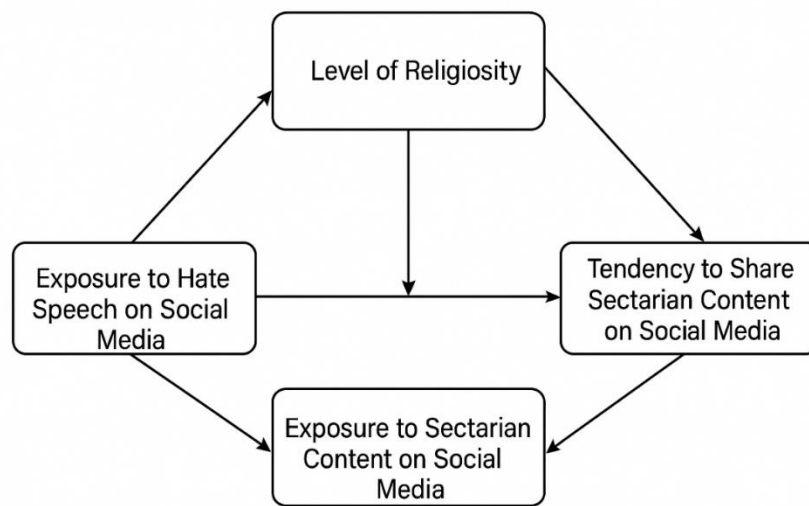 Level of Religiosity
Exposure to Hate
Speech on Social
Media
Tendency to Share
Sectarian Content
on Social Media
Exposure to Sectarian
Content on Social
Media